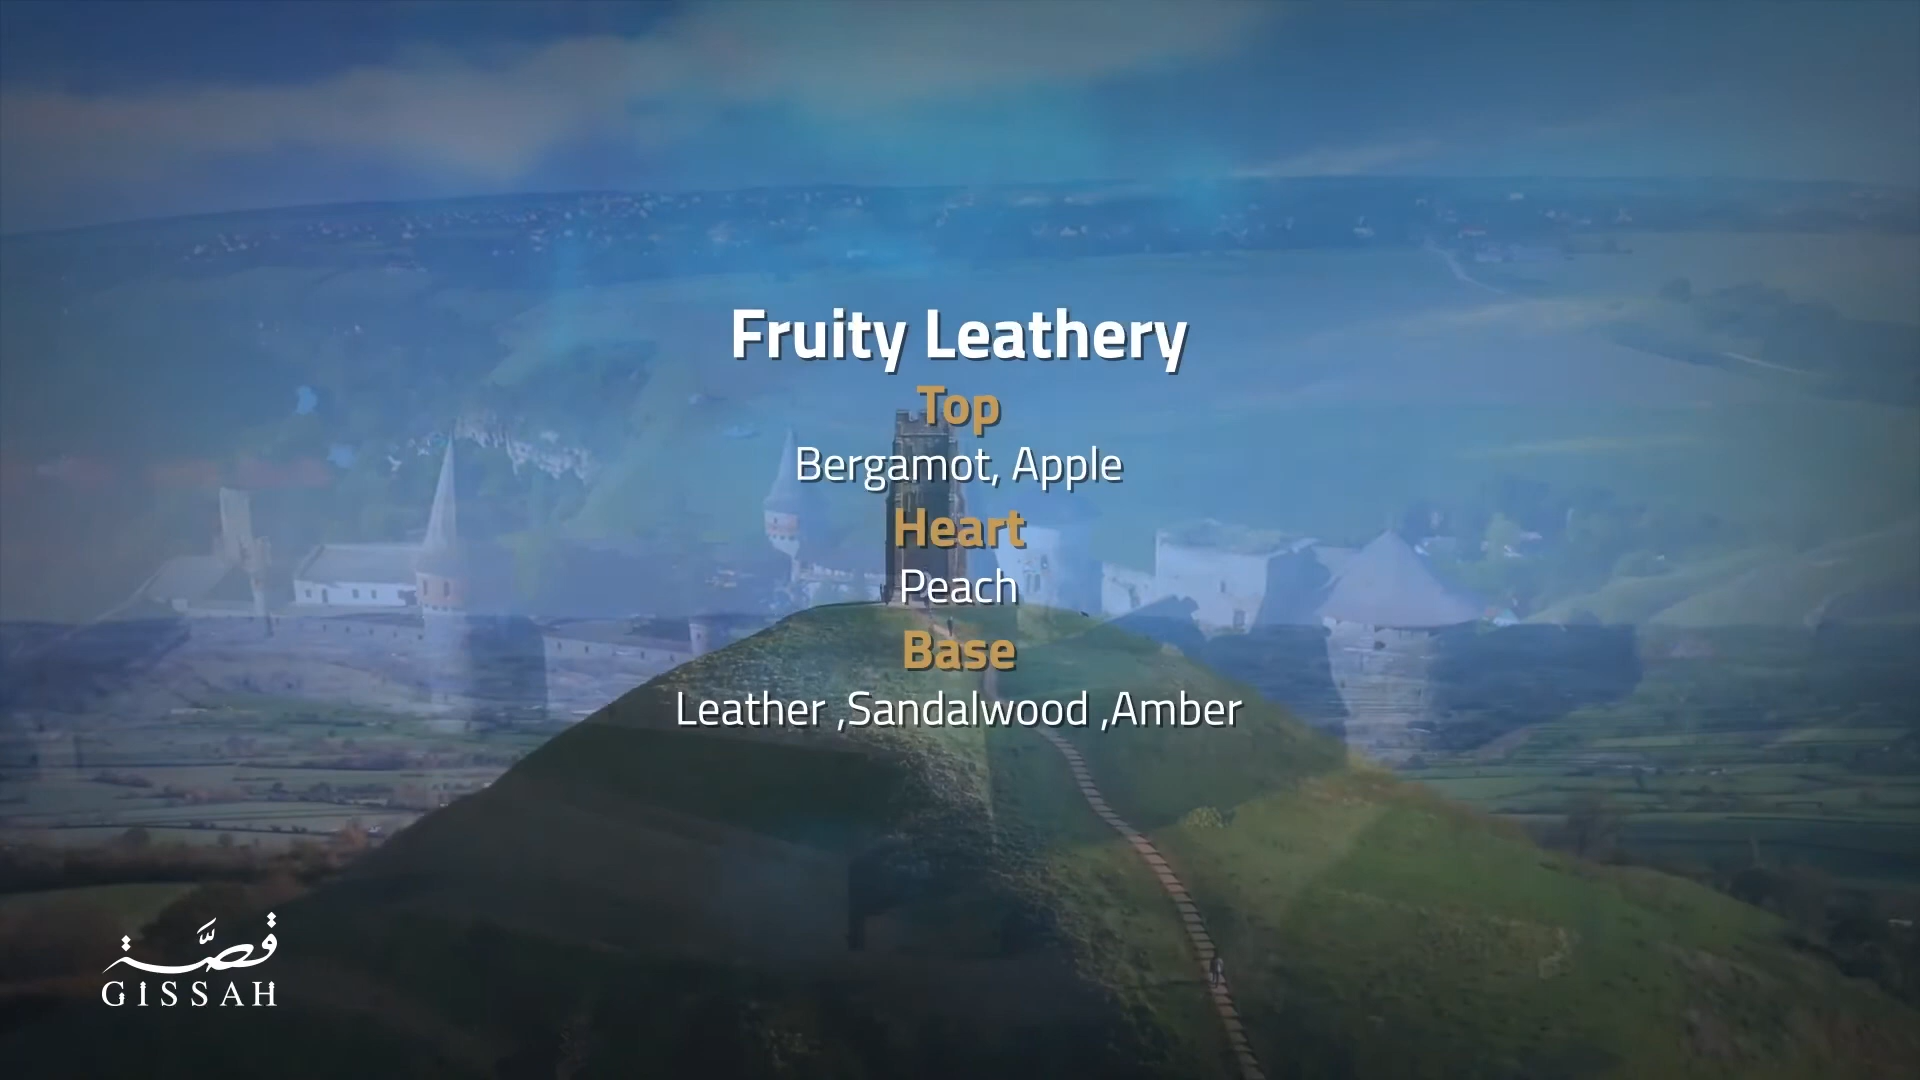 Fruity Leathery
Top
Bergamot, Apple
Heart
Peach
Base
Leather ,Sandalwood ,Amber
قصّة
GISSAH